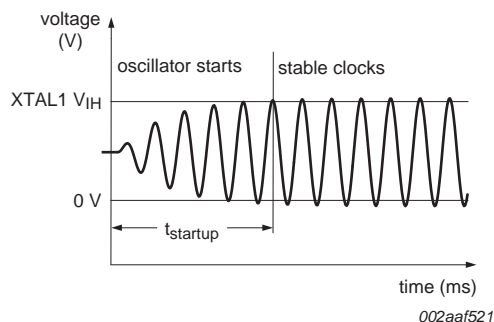 voltage
(V)
oscillator starts
stable clocks
XTAL1 VIH
0 V
tstartup
time (ms)
002aaf521